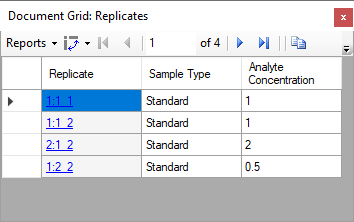 Document Grid: Replicates
Reports 1 of 4
Replicate Sample Type Analyte Concentration
1:1_1 Standard 1
1:1_2 Standard 1
2:1_2 Standard 2
1:2_2 Standard 0.5